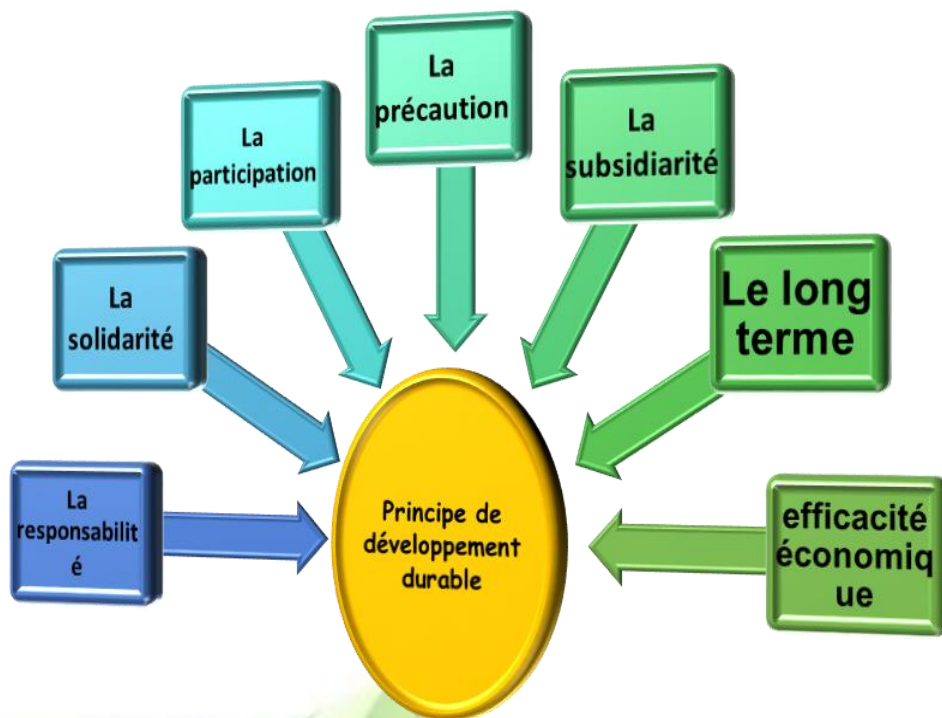 La
précaution
La
participation
La
subsidiarité
La
solidarité
Le long
terme
La
responsabilit
é
efficacité
économiq
ue
Principe de
développement
durable